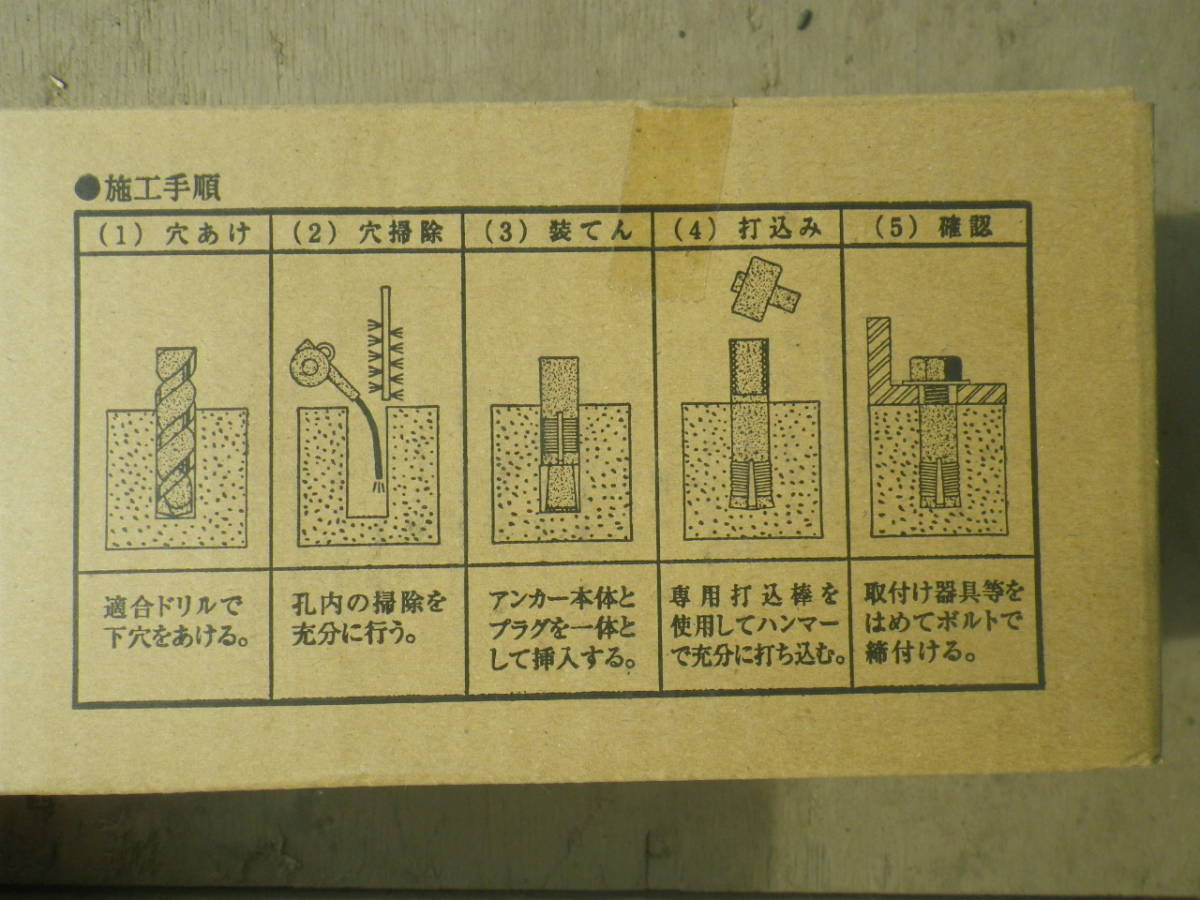 ●施工手順
(1) 穴あけ
(2) 穴掃除
(3) 装てん
(4) 打込み
(5) 確認
適合ドリルで
下穴をあける。
孔内の掃除を
充分に行う。
アンカー本体と
プラグを一体と
して挿入する。
専用打込棒を
使用してハンマー
で充分に打ち込む。
取付け器具等を
はめてボルトで
締付ける。